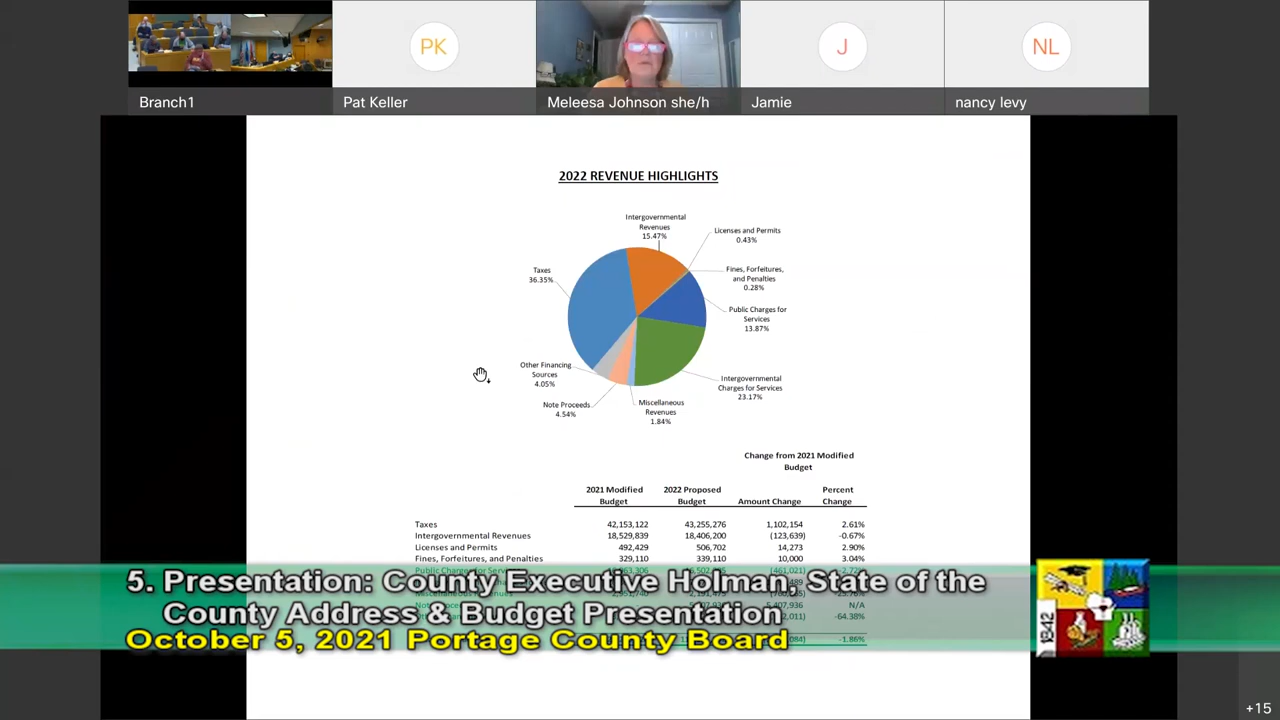 Branch1
PK
Pat Keller
Meleesa Johnson she/h
J
Jamie
NL
nancy levy
2022 REVENUE HIGHLIGHTS
Intergovernmental
Revenues
15.47%
Licenses and Permits
0.43%
Taxes
36.35%
Fines, Forfeitures,
and Penalties
0.28%
Public Charges for
Services
13.87%
Other Financing
Sources
4.05%
Intergovernmental
Charges for Services
23.17%
Note Proceeds
4.54%
Miscellaneous
Revenues
1.84%
Change from 2021 Modified
Budget
2021 Modified 2022 Proposed Percent
Budget Budget Amount Change Change
Taxes 42,153,122 43,255,276 1,102,154 2.61%
Intergovernmental Revenues 18,529,839 18,406,200 (123,639) -0.67%
Licenses and Permits 492,429 506,702 14,273 2.90%
Fines, Forfeitures, and Penalties 329,110 339,110 10,000 3.04%
N/A
-64.38%
-1.86%
5. Presentation: County Executive Holman, State of the
County Address & Budget Presentation
October 5, 2021 Portage County Board
1842
+15